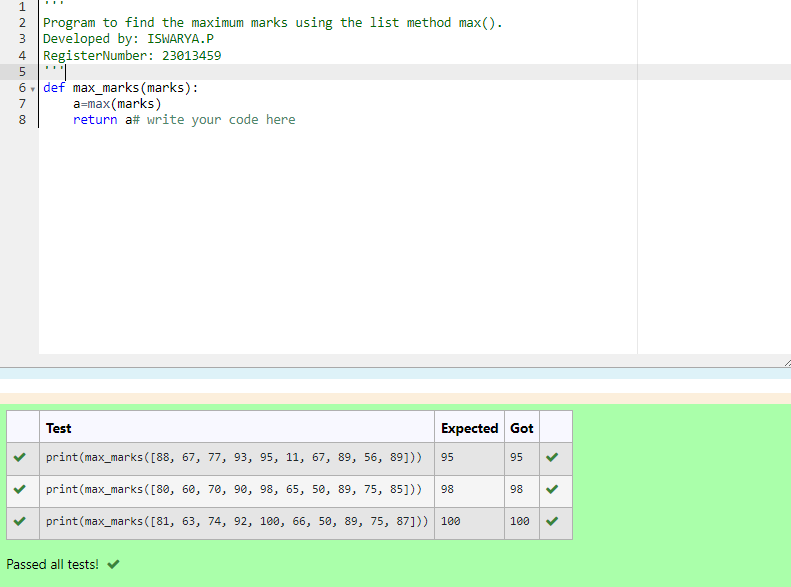 1 '''
2 Program to find the maximum marks using the list method max().
3 Developed by: ISWARYA.P
4 RegisterNumber: 23013459
5 '''
6 def max_marks(marks):
7     a=max(marks)
8     return a# write your code here
Test Expected Got
print(max_marks([88, 67, 77, 93, 95, 11, 67, 89, 56, 89])) 95 95
print(max_marks([80, 60, 70, 90, 98, 65, 50, 89, 75, 85])) 98 98
print(max_marks([81, 63, 74, 92, 100, 66, 50, 89, 75, 87])) 100 100
Passed all tests!